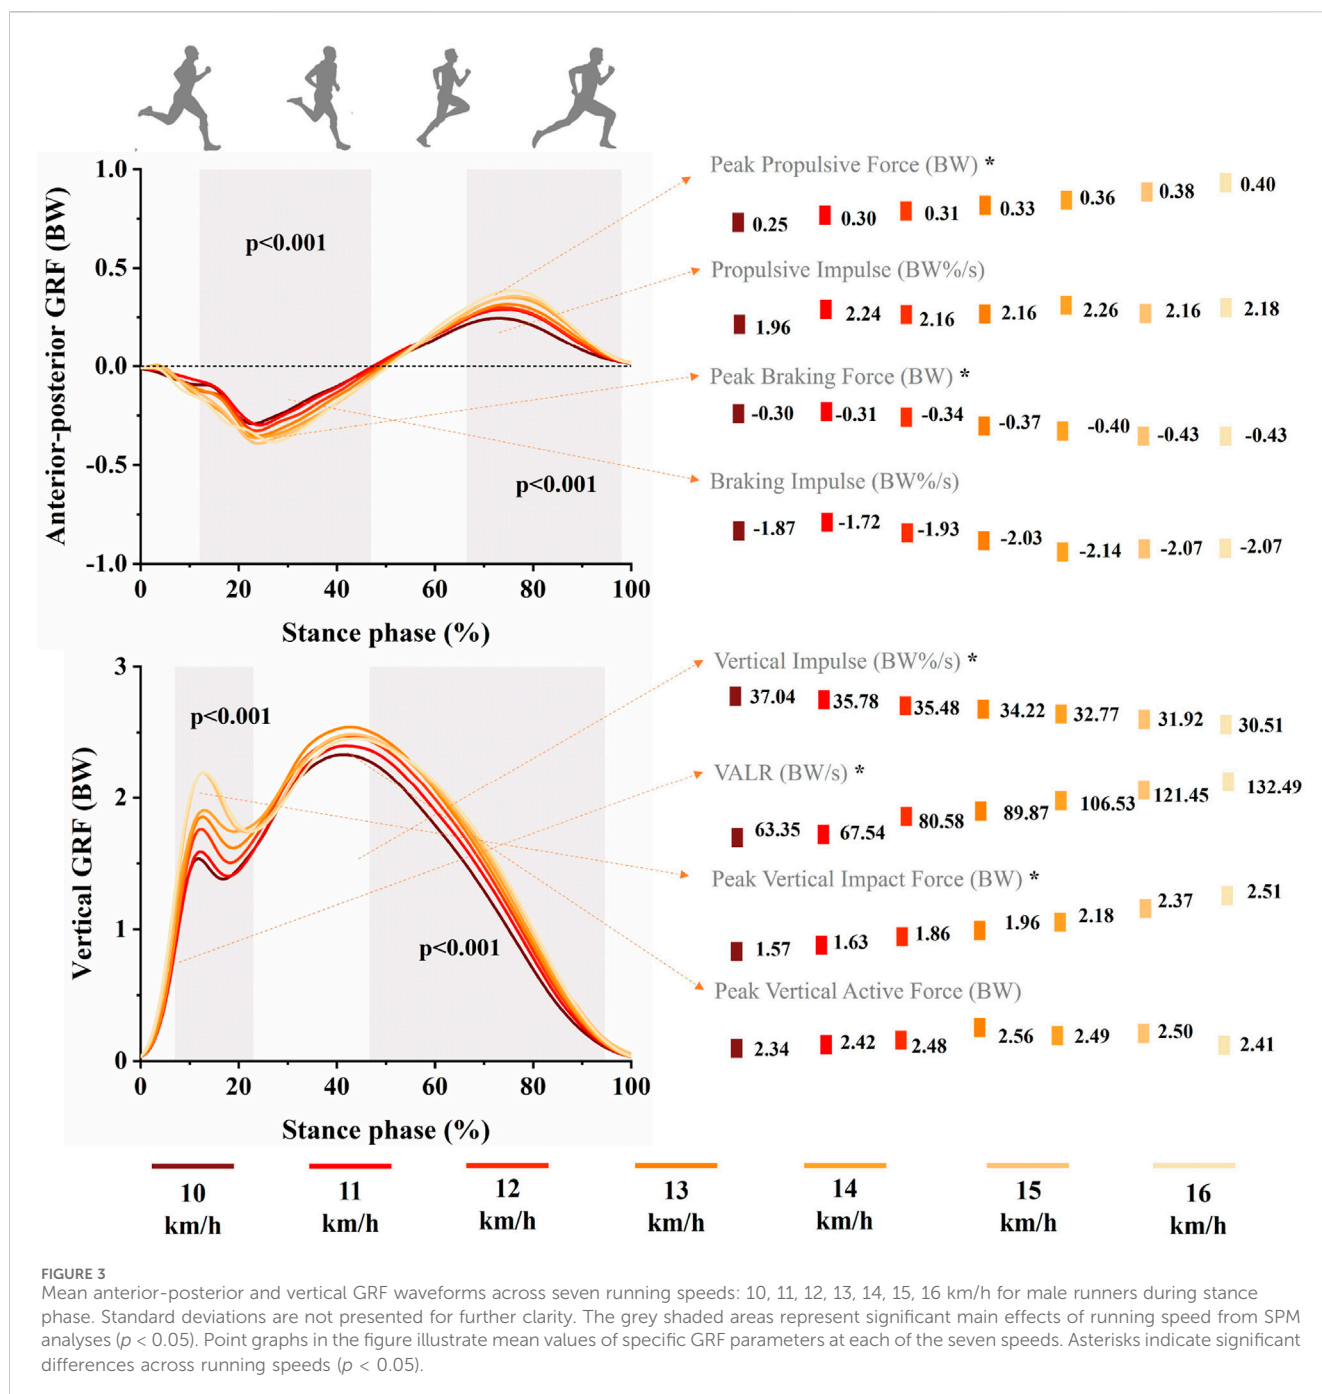 1.0
0.5
0.0
-0.5
-1.0
Anterior-posterior GRF (BW)
p<0.001
p<0.001
0 20 40 60 80 100
Stance phase (%)
Peak Propulsive Force (BW) *
0.25 0.30 0.31 0.33 0.36 0.38 0.40
Propulsive Impulse (BW%/s)
1.96 2.24 2.16 2.16 2.26 2.16 2.18
Peak Braking Force (BW) *
-0.30 -0.31 -0.34 -0.37 -0.40 -0.43 -0.43
Braking Impulse (BW%/s)
-1.87 -1.72 -1.93 -2.03 -2.14 -2.07 -2.07
3
2
1
0
Vertical GRF (BW)
p<0.001
p<0.001
0 20 40 60 80 100
Stance phase (%)
Vertical Impulse (BW%/s) *
37.04 35.78 35.48 34.22 32.77 31.92 30.51
VALR (BW/s) *
63.35 67.54 80.58 89.87 106.53 121.45 132.49
Peak Vertical Impact Force (BW) *
1.57 1.63 1.86 1.96 2.18 2.37 2.51
Peak Vertical Active Force (BW)
2.34 2.42 2.48 2.56 2.49 2.50 2.41
10 11 12 13 14 15 16
km/h km/h km/h km/h km/h km/h km/h
FIGURE 3
Mean anterior-posterior and vertical GRF waveforms across seven running speeds: 10, 11, 12, 13, 14, 15, 16 km/h for male runners during stance
phase. Standard deviations are not presented for further clarity. The grey shaded areas represent significant main effects of running speed from SPM
analyses (p < 0.05). Point graphs in the figure illustrate mean values of specific GRF parameters at each of the seven speeds. Asterisks indicate significant
differences across running speeds (p < 0.05).